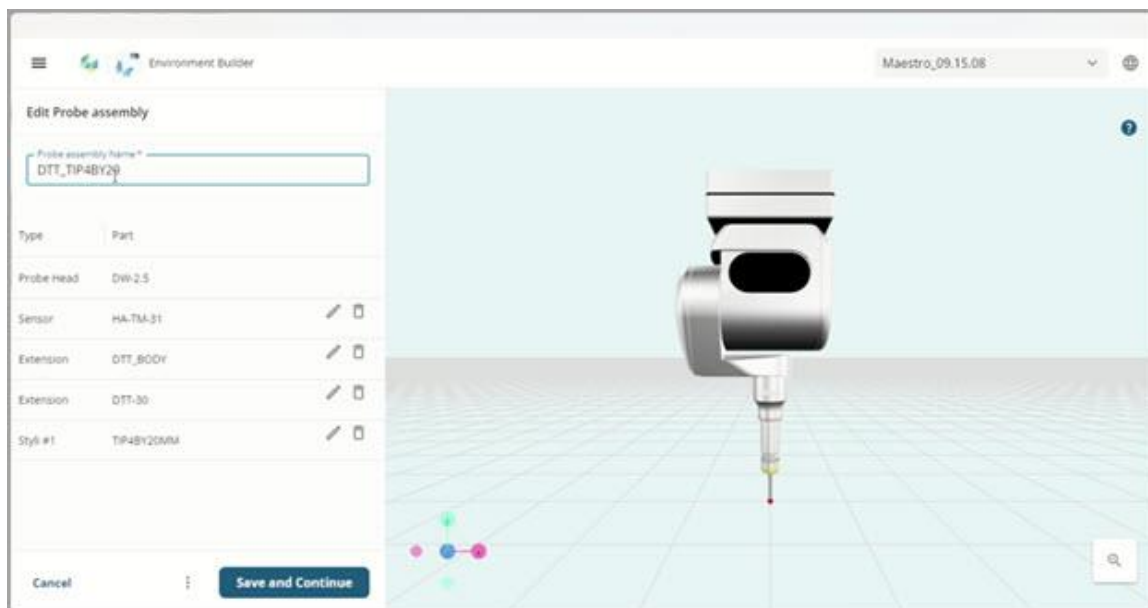 Environment Builder
Maestro_09.15.08
Edit Probe assembly
Probe assembly Name *
DTT_TIP4BY20
Type Part
Probe Head DW-2.5
Sensor HA-TM-31
Extension DTT_BODY
Extension DTT-30
Styli #1 TIP4BY20MM
Cancel
Save and Continue